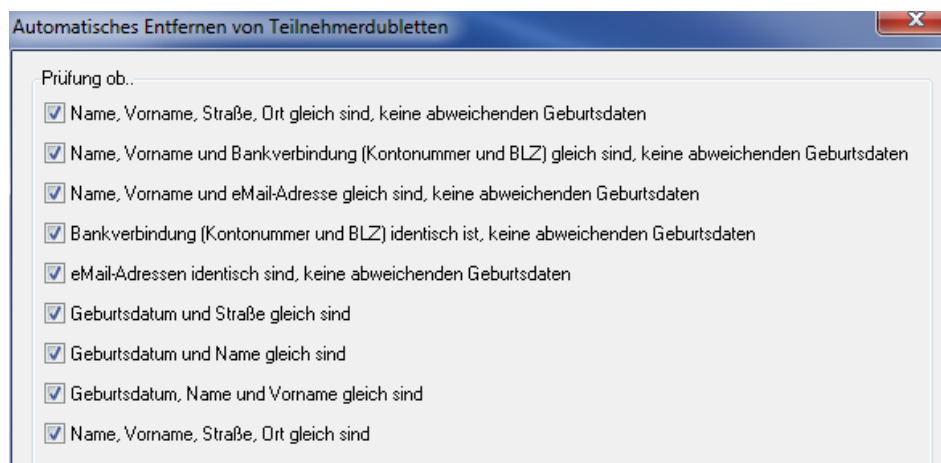 Automatisches Entfernen von Teilnehmerdubletten
Prüfung ob..
Name, Vorname, Straße, Ort gleich sind, keine abweichenden Geburtsdaten
Name, Vorname und Bankverbindung (Kontonummer und BLZ) gleich sind, keine abweichenden Geburtsdaten
Name, Vorname und eMail-Adresse gleich sind, keine abweichenden Geburtsdaten
Bankverbindung (Kontonummer und BLZ) identisch ist, keine abweichenden Geburtsdaten
eMail-Adressen identisch sind, keine abweichenden Geburtsdaten
Geburtsdatum und Straße gleich sind
Geburtsdatum und Name gleich sind
Geburtsdatum, Name und Vorname gleich sind
Name, Vorname, Straße, Ort gleich sind